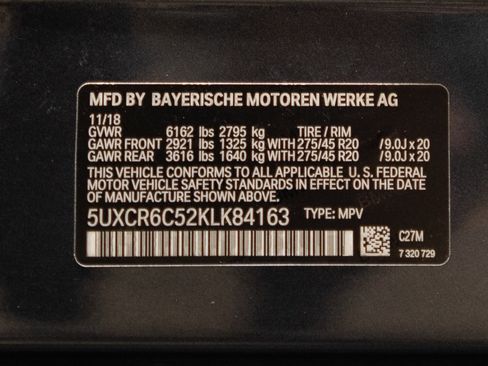 MFD BY BAYERISCHE MOTOREN WERKE AG
11/18
GVWR 6162 lbs 2795 kg TIRE / RIM
GAWR FRONT 2921 lbs 1325 kg WITH 275/45 R20 /9.0J x 20
GAWR REAR 3616 lbs 1640 kg WITH 275/45 R20 /9.0J x 20
THIS VEHICLE CONFORMS TO ALL APPLICABLE U. S. FEDERAL
MOTOR VEHICLE SAFETY STANDARDS IN EFFECT ON THE
DATE OF MANUFACTURE SHOWN ABOVE.
5UXCR6C52KLK84163 TYPE: MPV
C27M
7 320 729